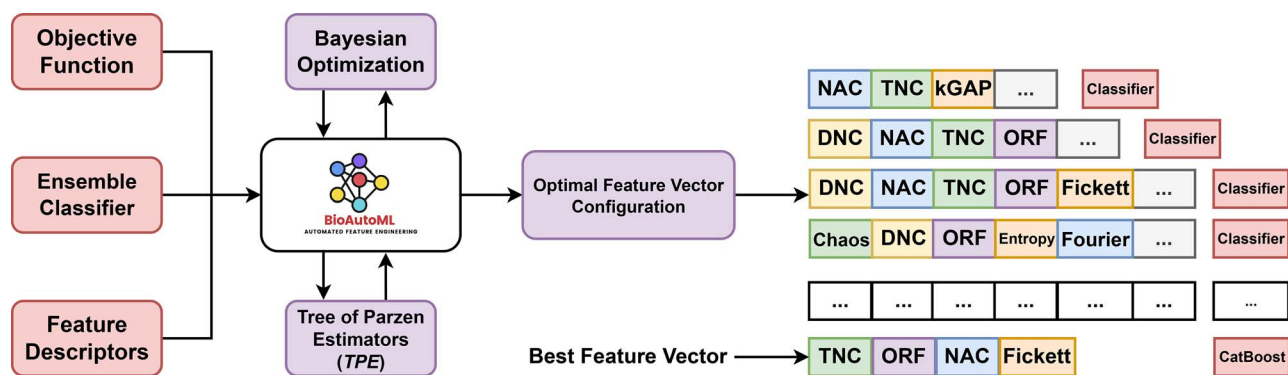 Objective
Function
Ensemble
Classifier
Feature
Descriptors
Bayesian
Optimization
BioAutoML
AUTOMATED FEATURE ENGINEERING
Tree of Parzen
Estimators
(TPE)
Optimal Feature Vector
Configuration
NAC TNC kGAP ... Classifier
DNC NAC TNC ORF ... Classifier
DNC NAC TNC ORF Fickett ... Classifier
Chaos DNC ORF Entropy Fourier ... Classifier
... ... ... ... ... ... ...
Best Feature Vector TNC ORF NAC Fickett CatBoost